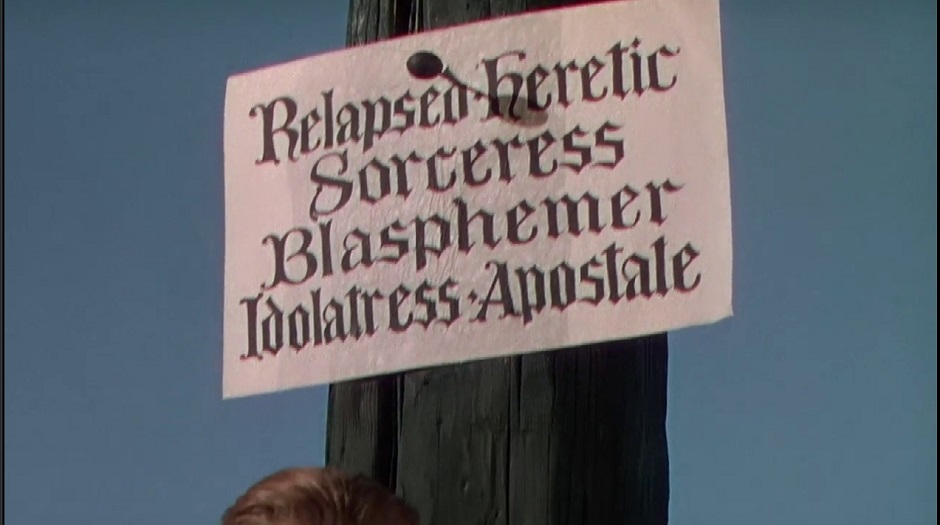 Relapsed·Heretic
Sorceress
Blasphemer
Idolatress·Apostate